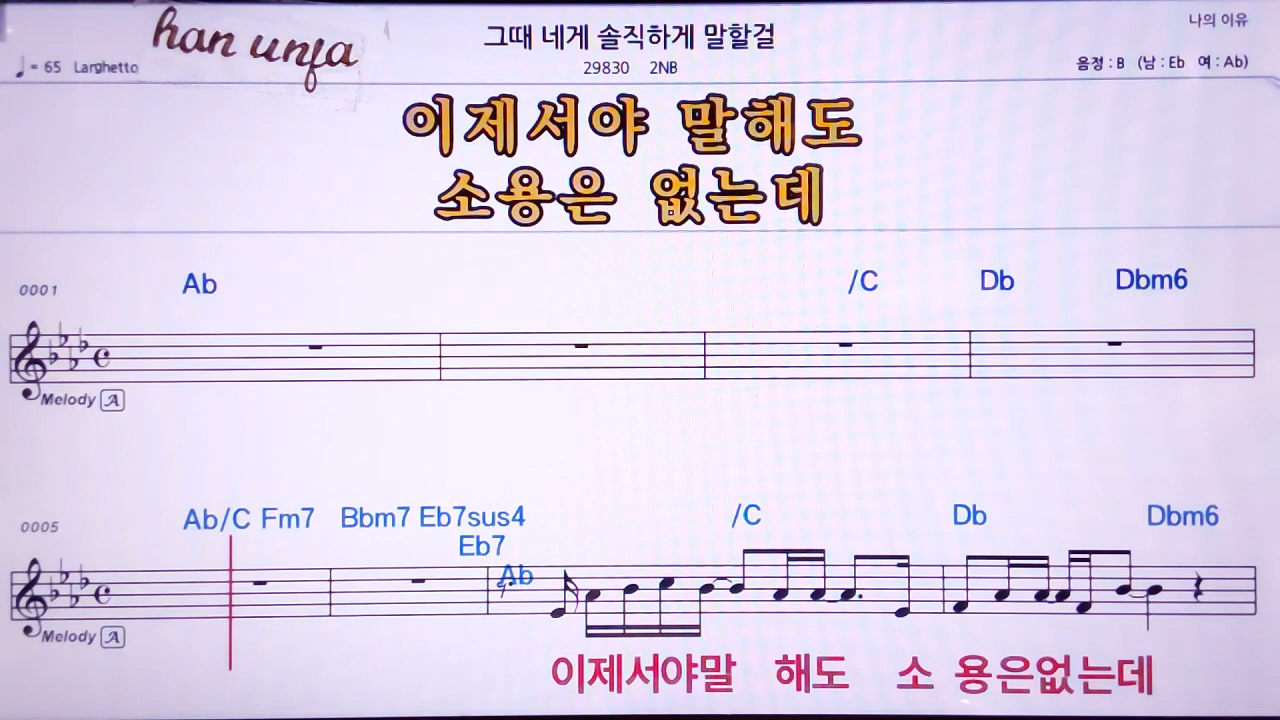 han unja
그때 네게 솔직하게 말할걸
나의 이유
♩= 65 Larghetto
29830 2NB
음정 : B (남 : Eb 여 : Ab)
이제서야 말해도
소용은 없는데
0001
Ab /C Db Dbm6
Melody A
0005
Ab/C Fm7 Bbm7 Eb7sus4 /C Db Dbm6
Eb7
Ab
Melody A
이제서야말 해도 소 용은없는데